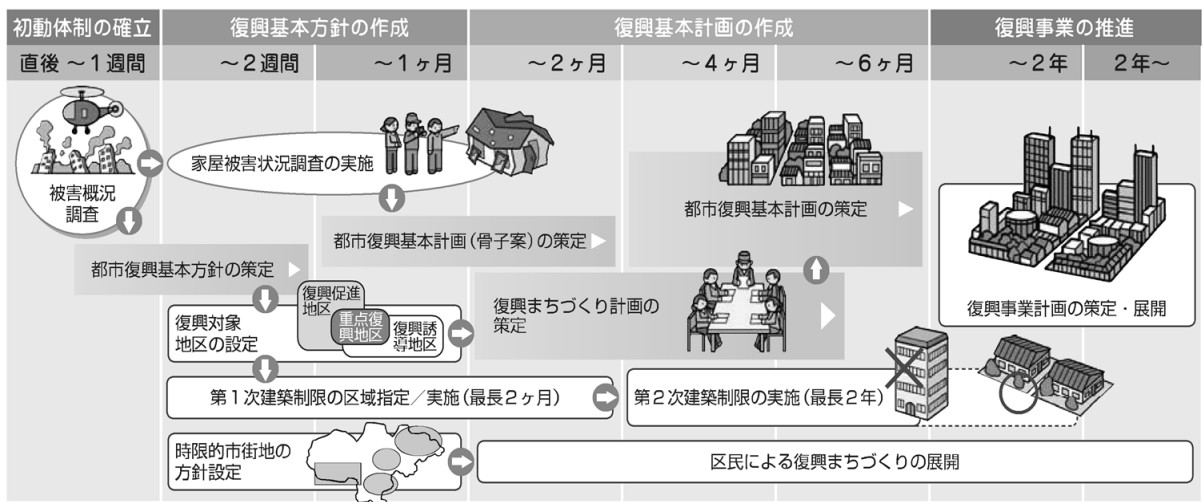 初動体制の確立
復興基本方針の作成
復興基本計画の作成
復興事業の推進
直後 ～1週間
～2週間
～1ヶ月
～2ヶ月
～4ヶ月
～6ヶ月
～2年
2年～
被害概況
調査
家屋被害状況調査の実施
都市復興基本計画の策定
都市復興基本計画（骨子案）の策定
都市復興基本方針の策定
復興まちづくり計画の
策定
復興事業計画の策定・展開
復興対象
地区の設定
復興促進
地区
重点復
興地区
復興誘
導地区
第1次建築制限の区域指定／実施（最長2ヶ月）
第2次建築制限の実施（最長2年）
時限的市街地の
方針設定
区民による復興まちづくりの展開